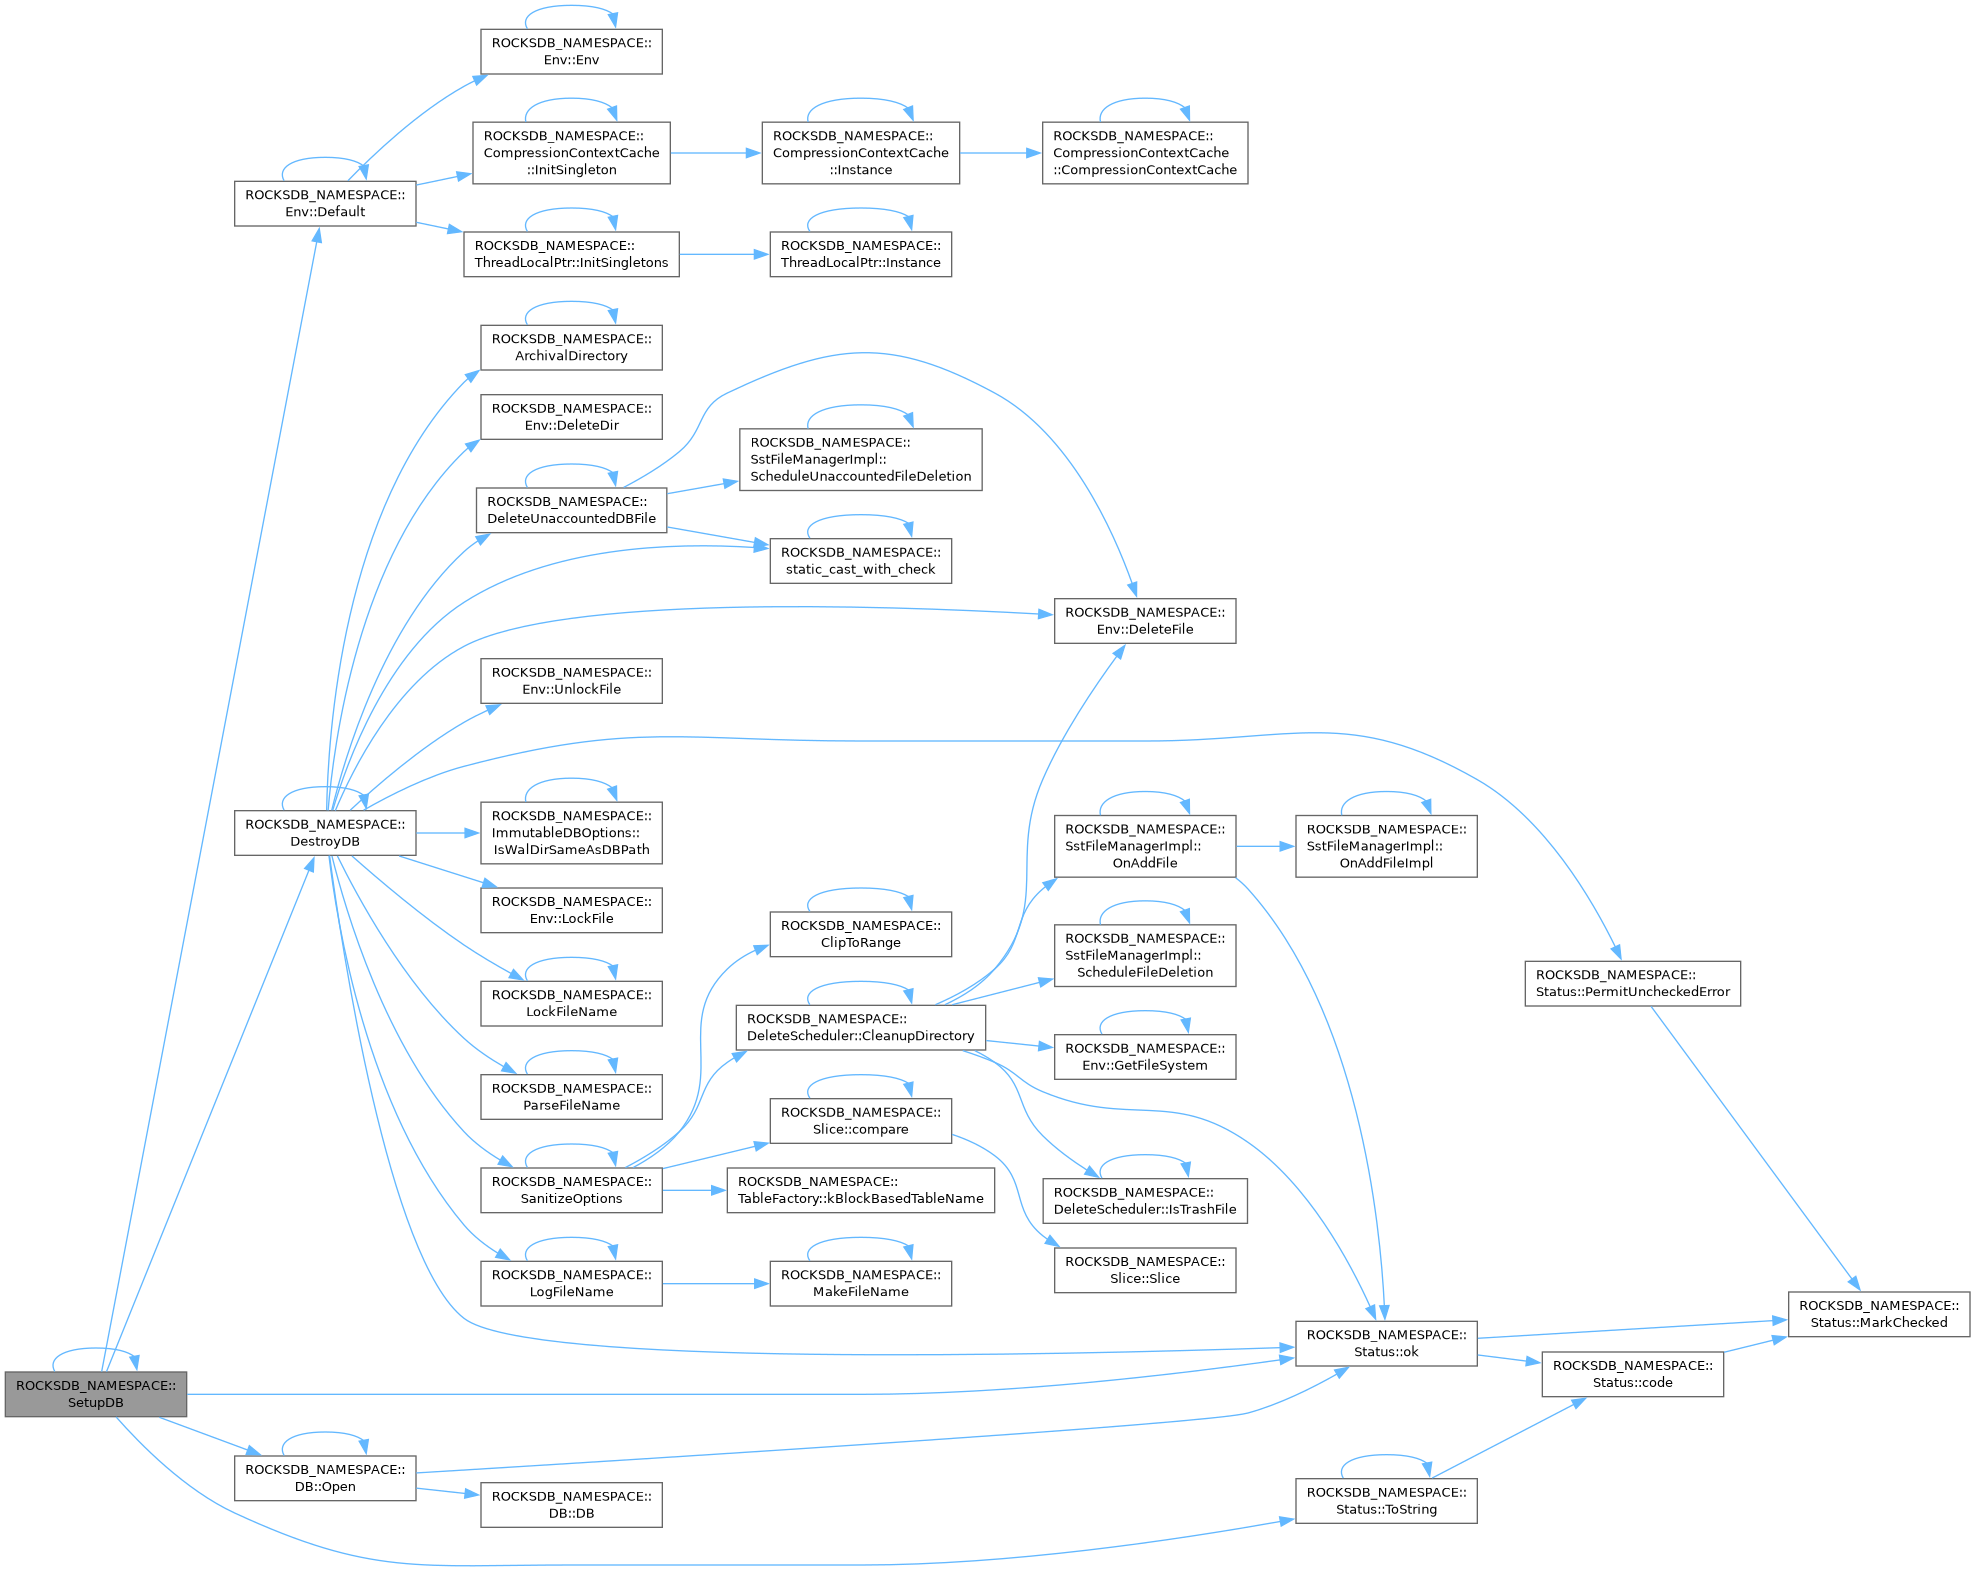 ROCKSDB_NAMESPACE::
Env::Env
ROCKSDB_NAMESPACE::
CompressionContextCache
::InitSingleton
ROCKSDB_NAMESPACE::
CompressionContextCache
::Instance
ROCKSDB_NAMESPACE::
CompressionContextCache
::CompressionContextCache
ROCKSDB_NAMESPACE::
Env::Default
ROCKSDB_NAMESPACE::
ThreadLocalPtr::InitSingletons
ROCKSDB_NAMESPACE::
ThreadLocalPtr::Instance
ROCKSDB_NAMESPACE::
ArchivalDirectory
ROCKSDB_NAMESPACE::
Env::DeleteDir
ROCKSDB_NAMESPACE::
SstFileManagerImpl::
ScheduleUnaccountedFileDeletion
ROCKSDB_NAMESPACE::
DeleteUnaccountedDBFile
ROCKSDB_NAMESPACE::
static_cast_with_check
ROCKSDB_NAMESPACE::
Env::DeleteFile
ROCKSDB_NAMESPACE::
Env::UnlockFile
ROCKSDB_NAMESPACE::
DestroyDB
ROCKSDB_NAMESPACE::
ImmutableDBOptions::
IsWalDirSameAsDBPath
ROCKSDB_NAMESPACE::
SstFileManagerImpl::
OnAddFile
ROCKSDB_NAMESPACE::
SstFileManagerImpl::
OnAddFileImpl
ROCKSDB_NAMESPACE::
Env::LockFile
ROCKSDB_NAMESPACE::
ClipToRange
ROCKSDB_NAMESPACE::
SstFileManagerImpl::
ScheduleFileDeletion
ROCKSDB_NAMESPACE::
Status::PermitUncheckedError
ROCKSDB_NAMESPACE::
LockFileName
ROCKSDB_NAMESPACE::
DeleteScheduler::CleanupDirectory
ROCKSDB_NAMESPACE::
Env::GetFileSystem
ROCKSDB_NAMESPACE::
ParseFileName
ROCKSDB_NAMESPACE::
Slice::compare
ROCKSDB_NAMESPACE::
SanitizeOptions
ROCKSDB_NAMESPACE::
TableFactory::kBlockBasedTableName
ROCKSDB_NAMESPACE::
DeleteScheduler::IsTrashFile
ROCKSDB_NAMESPACE::
Slice::Slice
ROCKSDB_NAMESPACE::
LogFileName
ROCKSDB_NAMESPACE::
MakeFileName
ROCKSDB_NAMESPACE::
Status::MarkChecked
ROCKSDB_NAMESPACE::
Status::ok
ROCKSDB_NAMESPACE::
Status::code
ROCKSDB_NAMESPACE::
SetupDB
ROCKSDB_NAMESPACE::
DB::Open
ROCKSDB_NAMESPACE::
DB::DB
ROCKSDB_NAMESPACE::
Status::ToString